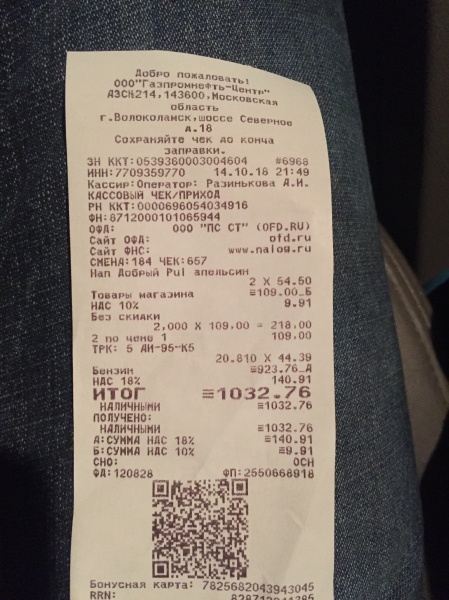 Добро пожаловать!
ООО"Газпромнефть-Центр"
АЗС№214,143600,Московская
область
г.Волоколамск,шоссе Северное
д.18
Сохраняйте чек до конца
заправки.
ЗН ККТ:0539360003004604 #6968
ИНН:7709359770 14.10.18 21:49
Кассир:Оператор: Разинькова А.И.
КАССОВЫЙ ЧЕК/ПРИХОД
РН ККТ:0000696054034916
ФН:8712000101065944
ОФД: ООО "ПС СТ" (OFD.RU)
Сайт ОФД: ofd.ru
Сайт ФНС: www.nalog.ru
СМЕНА:184 ЧЕК:657
Нап Добрый Pul апельсин
2 X 54.50
Товары магазина ≡109.00_Б
НДС 10% 9.91
Без скидки
2,000 X 109,00 = 218,00
2 по цене 1 109,00
ТРК: 5 АИ-95-К5
20.810 X 44.39
Бензин ≡923.76_А
НДС 18% 140.91
ИТОГ ≡1032.76
НАЛИЧНЫМИ ≡1032.76
ПОЛУЧЕНО:
НАЛИЧНЫМИ ≡1032.76
А:СУММА НДС 18% ≡140.91
Б:СУММА НДС 10% ≡9.91
СНО: ОСН
ФД:120828 ФП:2550668918
Бонусная карта: 7825682043943045
RRN: